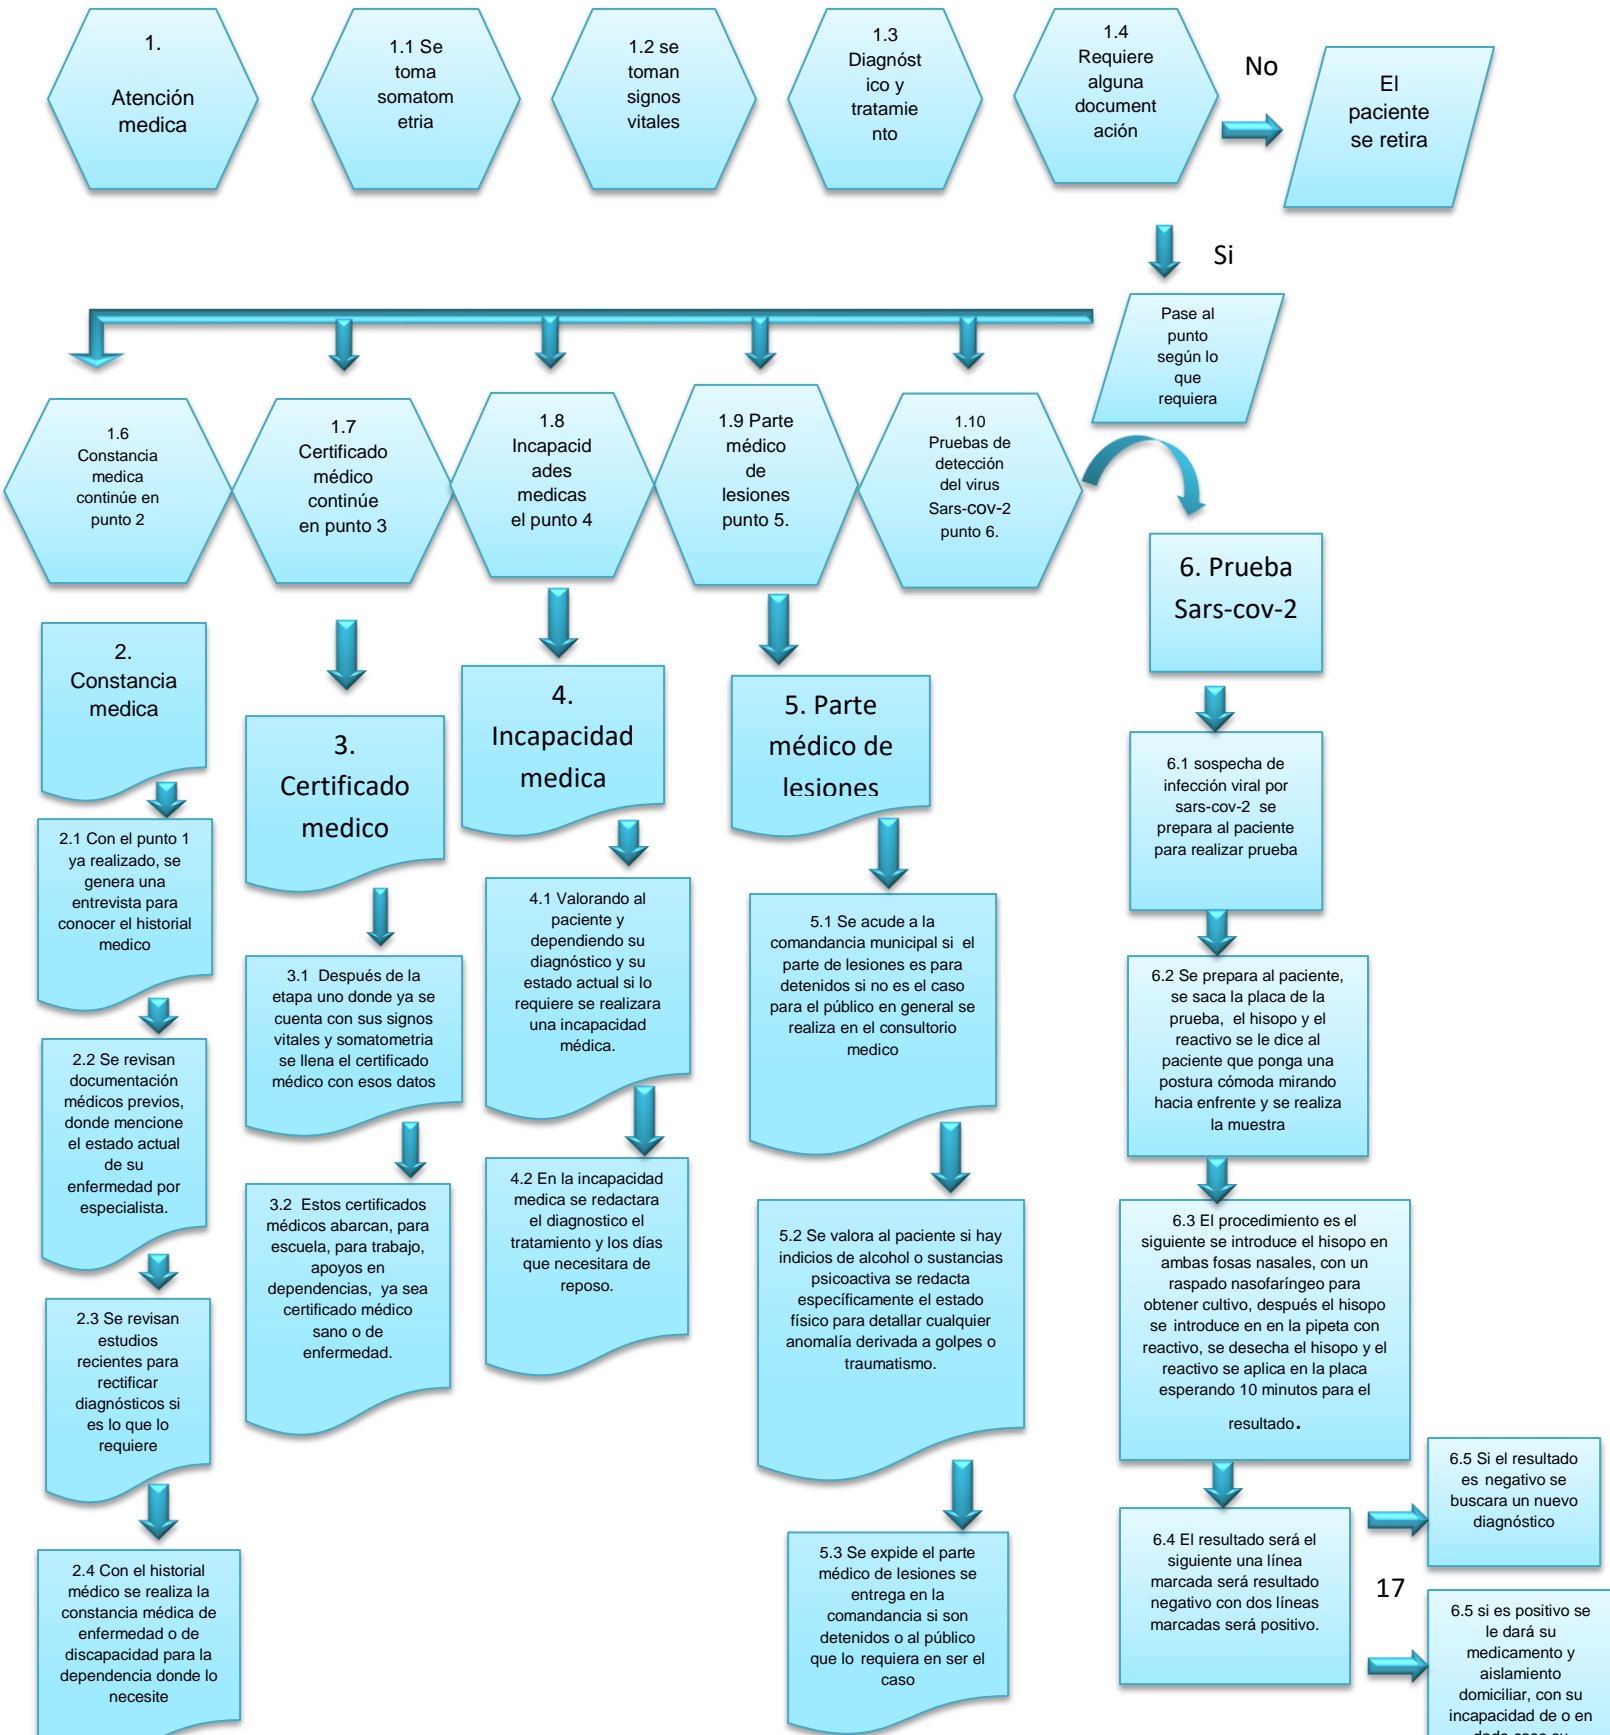 1.
Atención
medica
1.1 Se
toma
somatom
etria
1.2 se
toman
signos
vitales
1.3
Diagnóst
ico y
tratamie
nto
1.4
Requiere
alguna
document
ación
No
El
paciente
se retira
Si
Pase al
punto
según lo
que
requiera
1.6
Constancia
medica
continúe en
punto 2
1.7
Certificado
médico
continúe
en punto 3
1.8
Incapacid
ades
medicas
el punto 4
1.9 Parte
médico
de
lesiones
punto 5.
1.10
Pruebas de
detección
del virus
Sars-cov-2
punto 6.
2.
Constancia
medica
2.1 Con el punto 1
ya realizado, se
genera una
entrevista para
conocer el historial
medico
2.2 Se revisan
documentación
médicos previos,
donde mencione
el estado actual
de su
enfermedad por
especialista.
2.3 Se revisan
estudios
recientes para
rectificar
diagnósticos si
es lo que lo
requiere
2.4 Con el historial
médico se realiza la
constancia médica de
enfermedad o de
discapacidad para la
dependencia donde lo
necesite
3.
Certificado
medico
3.1 Después de la
etapa uno donde ya se
cuenta con sus signos
vitales y somatometria
se llena el certificado
médico con esos datos
3.2 Estos certificados
médicos abarcan, para
escuela, para trabajo,
apoyos en
dependencias, ya sea
certificado médico
sano o de
enfermedad.
4.
Incapacidad
medica
4.1 Valorando al
paciente y
dependiendo su
diagnóstico y su
estado actual si lo
requiere se realizara
una incapacidad
médica.
4.2 En la incapacidad
medica se redactara
el diagnostico el
tratamiento y los días
que necesitara de
reposo.
5. Parte
médico de
lesiones
5.1 Se acude a la
comandancia municipal si el
parte de lesiones es para
detenidos si no es el caso
para el público en general se
realiza en el consultorio
medico
5.2 Se valora al paciente si hay
indicios de alcohol o sustancias
psicoactiva se redacta
específicamente el estado
físico para detallar cualquier
anomalía derivada a golpes o
traumatismo.
5.3 Se expide el parte
médico de lesiones se
entrega en la
comandancia si son
detenidos o al público
que lo requiera en ser el
caso
6. Prueba
Sars-cov-2
6.1 sospecha de
infección viral por
sars-cov-2 se
prepara al paciente
para realizar prueba
6.2 Se prepara al paciente,
se saca la placa de la
prueba, el hisopo y el
reactivo se le dice al
paciente que ponga una
postura cómoda mirando
hacia enfrente y se realiza
la muestra
6.3 El procedimiento es el
siguiente se introduce el hisopo en
ambas fosas nasales, con un
raspado nasofaríngeo para
obtener cultivo, después el hisopo
se introduce en en la pipeta con
reactivo, se desecha el hisopo y el
reactivo se aplica en la placa
esperando 10 minutos para el
resultado.
6.4 El resultado será el
siguiente una línea
marcada será resultado
negativo con dos líneas
marcadas será positivo.
6.5 Si el resultado
es negativo se
buscara un nuevo
diagnóstico
17
6.5 si es positivo se
le dará su
medicamento y
aislamiento
domiciliar, con su
incapacidad de o en
dado caso su